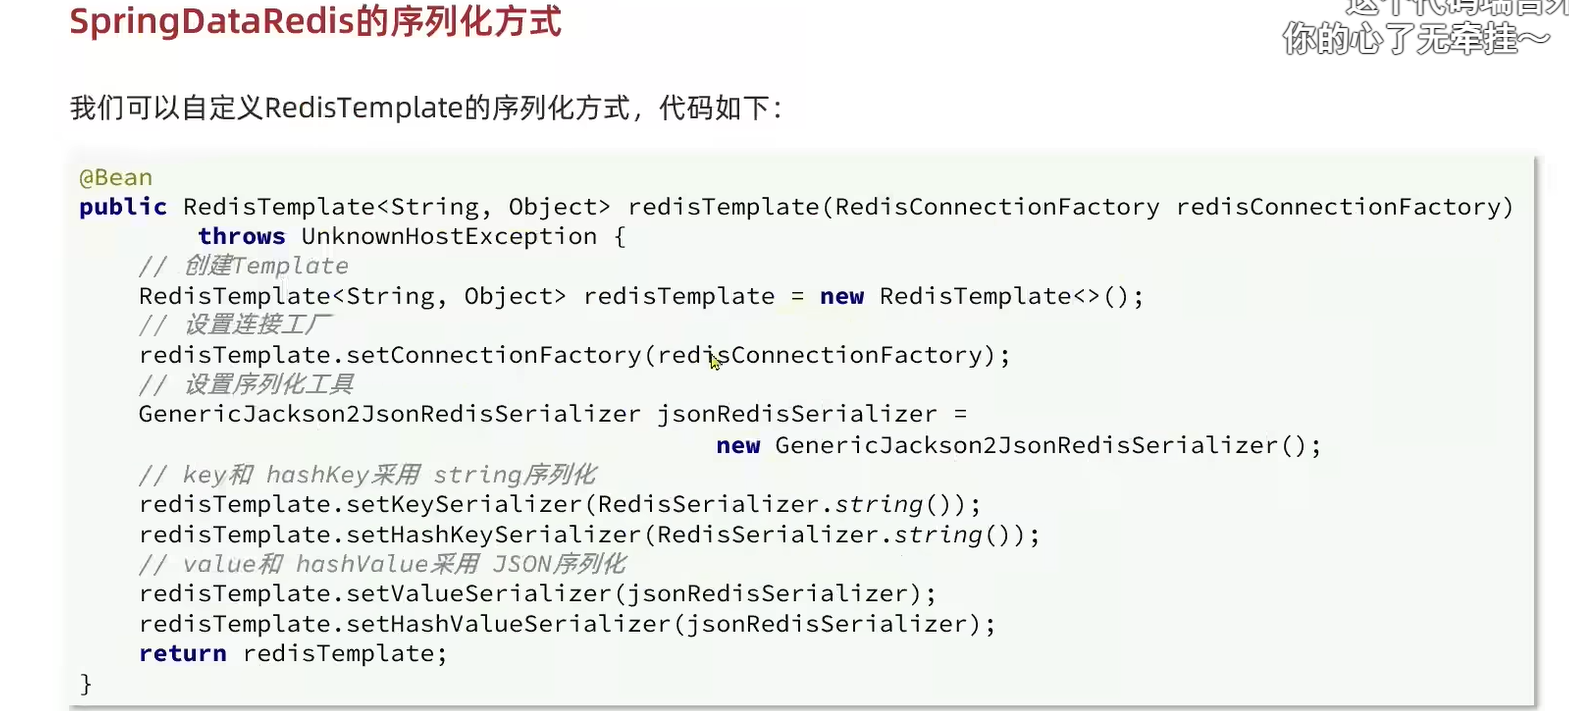 SpringDataRedis的序列化方式
你的心了无牵挂~
我们可以自定义RedisTemplate的序列化方式，代码如下：
@Bean
public RedisTemplate<String, Object> redisTemplate(RedisConnectionFactory redisConnectionFactory)
throws UnknownHostException {
// 创建Template
RedisTemplate<String, Object> redisTemplate = new RedisTemplate<>();
// 设置连接工厂
redisTemplate.setConnectionFactory(redisConnectionFactory);
// 设置序列化工具
GenericJackson2JsonRedisSerializer jsonRedisSerializer =
new GenericJackson2JsonRedisSerializer();
// key和 hashKey采用 string序列化
redisTemplate.setKeySerializer(RedisSerializer.string());
redisTemplate.setHashKeySerializer(RedisSerializer.string());
// value和 hashValue采用 JSON序列化
redisTemplate.setValueSerializer(jsonRedisSerializer);
redisTemplate.setHashValueSerializer(jsonRedisSerializer);
return redisTemplate;
}